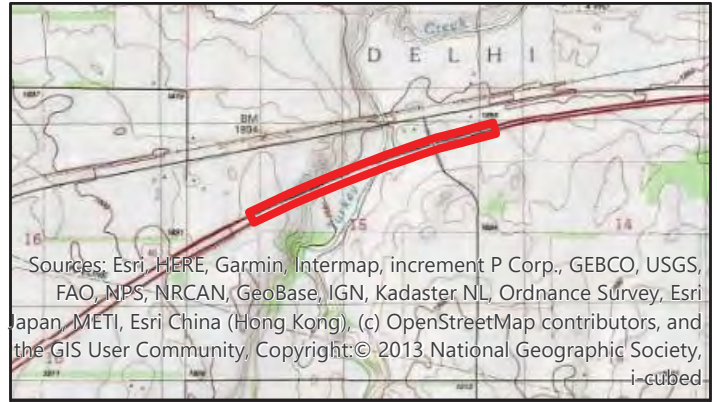 Creek
D E L H I
BM
1894
Turkey
16
15
14
Sources: Esri, HERE, Garmin, Intermap, increment P Corp., GEBCO, USGS,
FAO, NPS, NRCAN, GeoBase, IGN, Kadaster NL, Ordnance Survey, Esri
Japan, METI, Esri China (Hong Kong), (c) OpenStreetMap contributors, and
the GIS User Community, Copyright:© 2013 National Geographic Society,
i-cubed